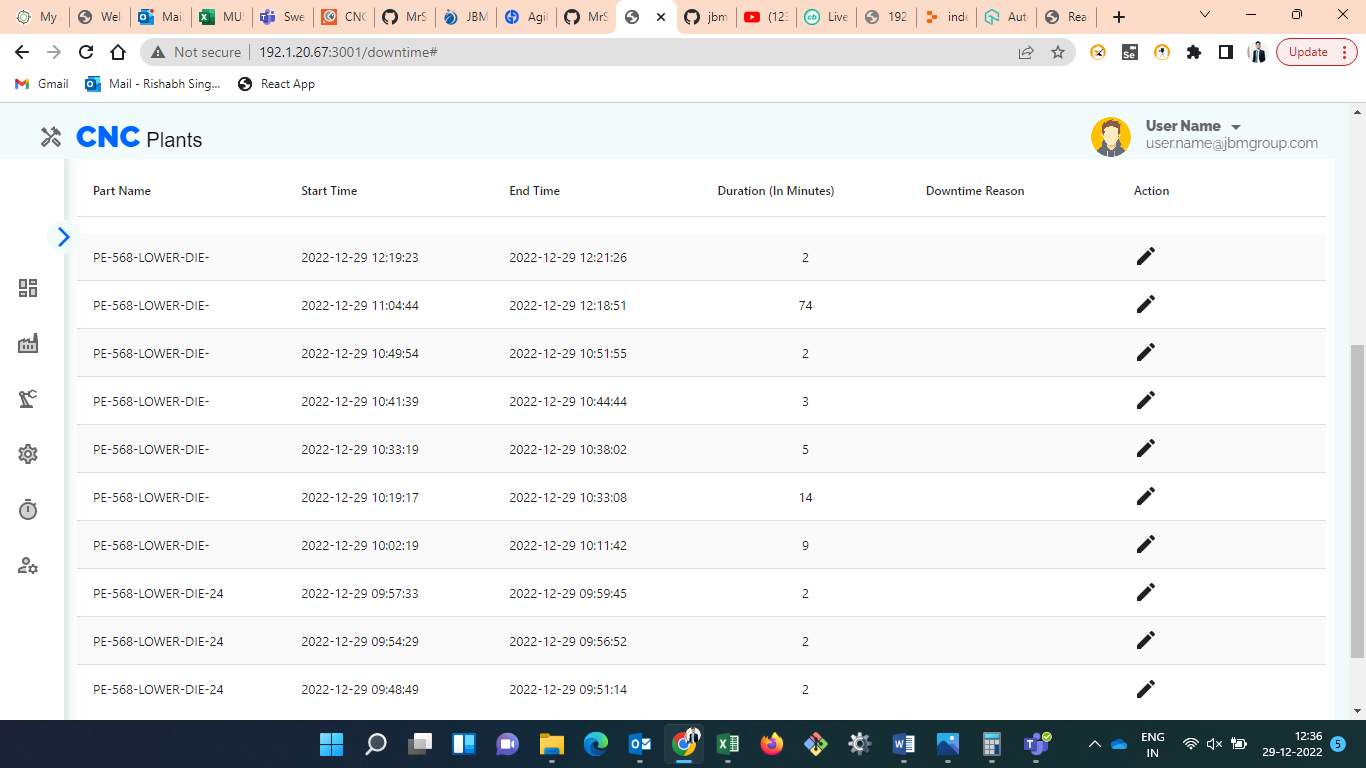 My
Wel
Mai
MUS
Swe
CNC
MrS
JBM
Agil
MrS
jbm
(123
Live
192
inde
Aut
Rea
Not secure 192.1.20.67:3001/downtime#
Update
Gmail Mail - Rishabh Sing... React App
CNC Plants
User Name
user.name@jbmgroup.com
Part Name Start Time End Time Duration (In Minutes) Downtime Reason Action
PE-568-LOWER-DIE- 2022-12-29 12:19:23 2022-12-29 12:21:26 2
PE-568-LOWER-DIE- 2022-12-29 11:04:44 2022-12-29 12:18:51 74
PE-568-LOWER-DIE- 2022-12-29 10:49:54 2022-12-29 10:51:55 2
PE-568-LOWER-DIE- 2022-12-29 10:41:39 2022-12-29 10:44:44 3
PE-568-LOWER-DIE- 2022-12-29 10:33:19 2022-12-29 10:38:02 5
PE-568-LOWER-DIE- 2022-12-29 10:19:17 2022-12-29 10:33:08 14
PE-568-LOWER-DIE- 2022-12-29 10:02:19 2022-12-29 10:11:42 9
PE-568-LOWER-DIE-24 2022-12-29 09:57:33 2022-12-29 09:59:45 2
PE-568-LOWER-DIE-24 2022-12-29 09:54:29 2022-12-29 09:56:52 2
PE-568-LOWER-DIE-24 2022-12-29 09:48:49 2022-12-29 09:51:14 2
ENG
IN
12:36
29-12-2022
5